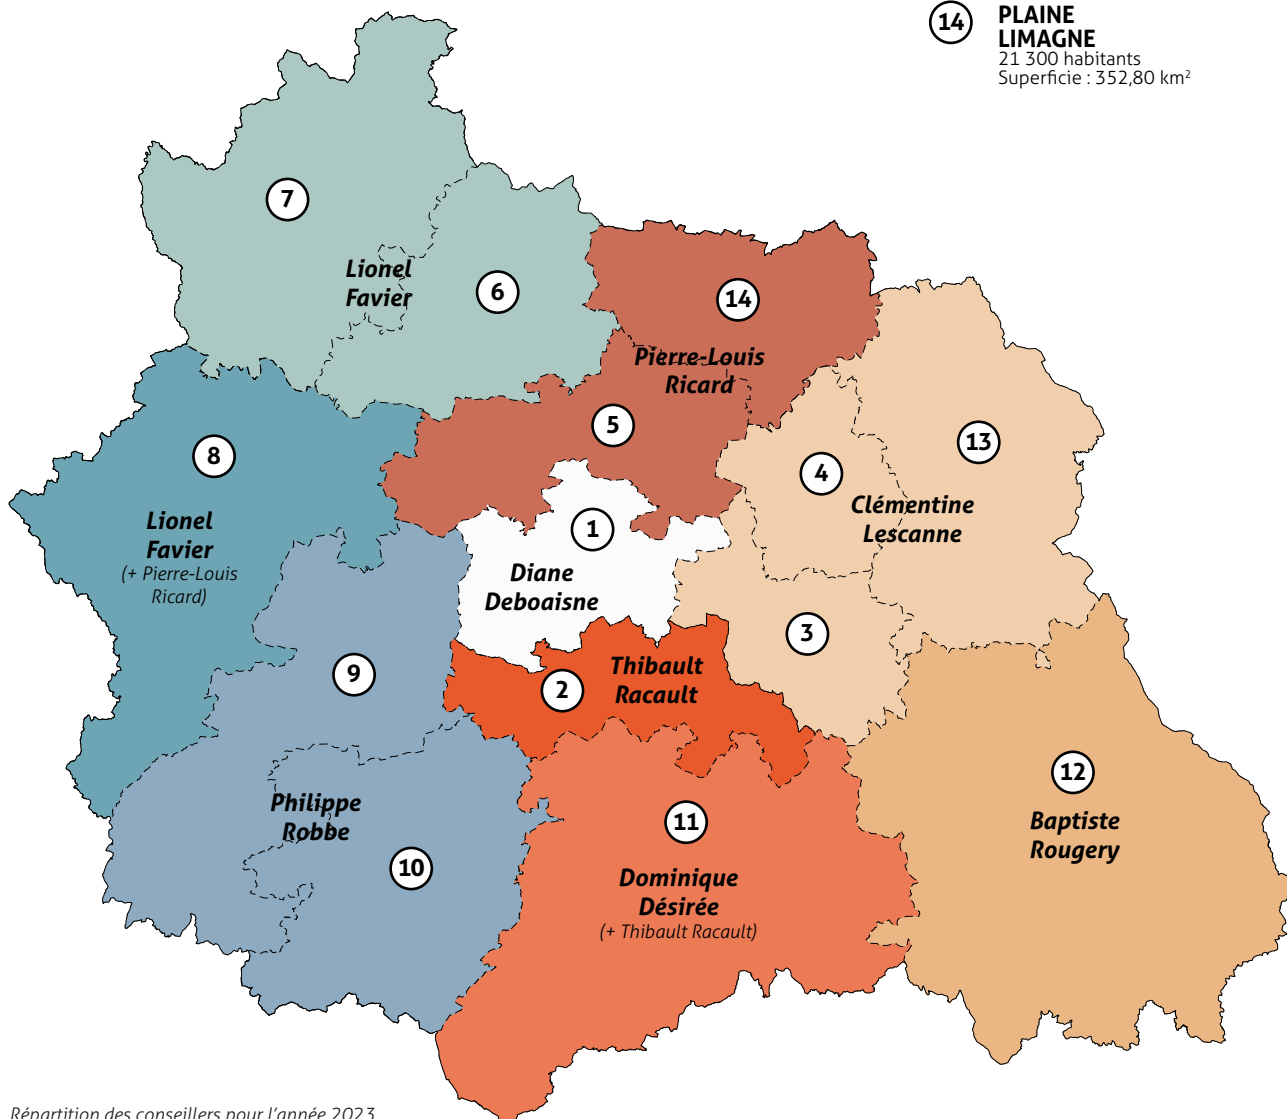 14
PLAINE
LIMAGNE
21 300 habitants
Superficie : 352,80 km²
7
Lionel
Favier
6
14
Pierre-Louis
Ricard
5
8
Lionel
Favier
(+ Pierre-Louis
Ricard)
4
13
Clémentine
Lescanne
1
Diane
Deboaisne
3
9
2
Thibault
Racault
12
Baptiste
Rougery
Philippe
Robbe
10
11
Dominique
Désirée
(+ Thibault Racault)
Répartition des conseillers pour l'année 2023